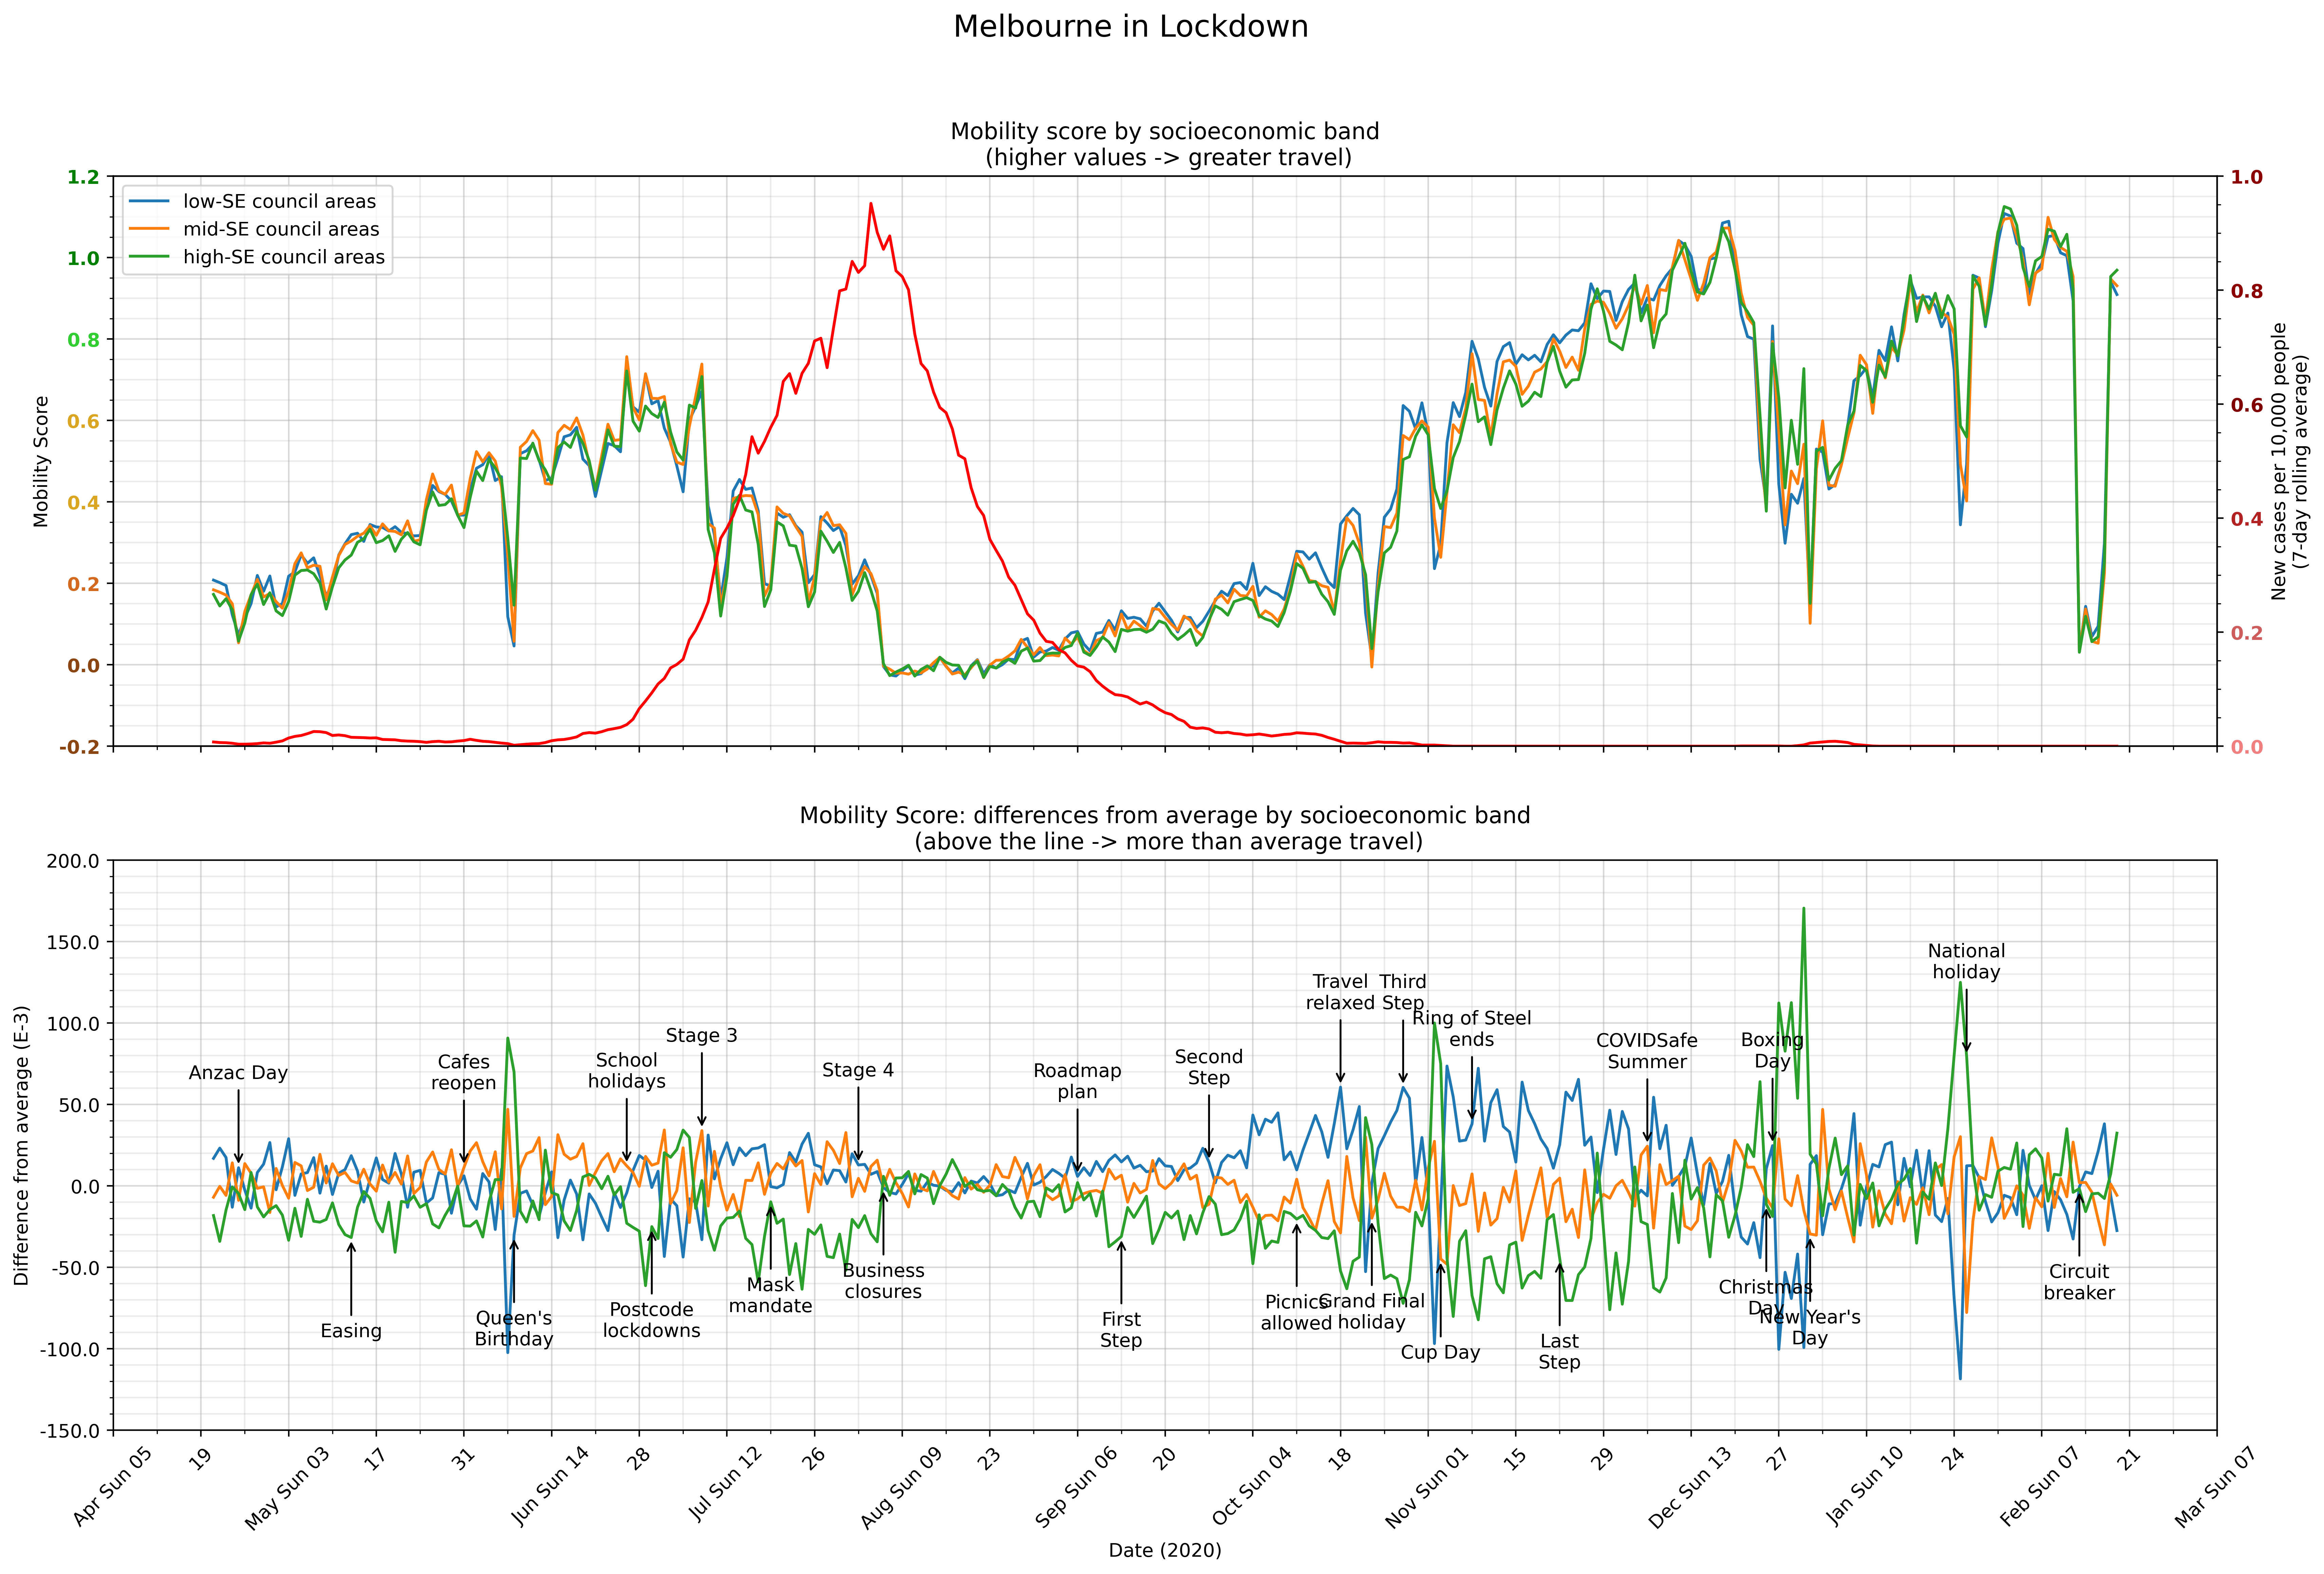 Melbourne in Lockdown
Mobility score by socioeconomic band
(higher values -> greater travel)
1.2
1.0
0.8
0.6
0.4
0.2
0.0
-0.2
Mobility Score
low-SE council areas
mid-SE council areas
high-SE council areas
1.0
0.8
0.6
0.4
0.2
0.0
New cases per 10,000 people
(7-day rolling average)
Mobility Score: differences from average by socioeconomic band
(above the line -> more than average travel)
200.0
150.0
100.0
50.0
0.0
-50.0
-100.0
-150.0
Difference from average (E-3)
Anzac Day
Easing
Cafes
reopen
Queen's
Birthday
School
holidays
Postcode
lockdowns
Stage 3
Mask
mandate
Stage 4
Business
closures
Roadmap
plan
First
Step
Second
Step
Picnics
allowed
Travel
relaxed
Grand Final
holiday
Third
Step
Cup Day
Ring of Steel
ends
Last
Step
COVIDSafe
Summer
Christmas
Day
Boxing
Day
New Year's
Day
National
holiday
Circuit
breaker
Apr Sun 05
19
May Sun 03
17
31
Jun Sun 14
28
Jul Sun 12
26
Aug Sun 09
23
Sep Sun 06
20
Oct Sun 04
18
Nov Sun 01
15
29
Dec Sun 13
27
Jan Sun 10
24
Feb Sun 07
21
Mar Sun 07
Date (2020)